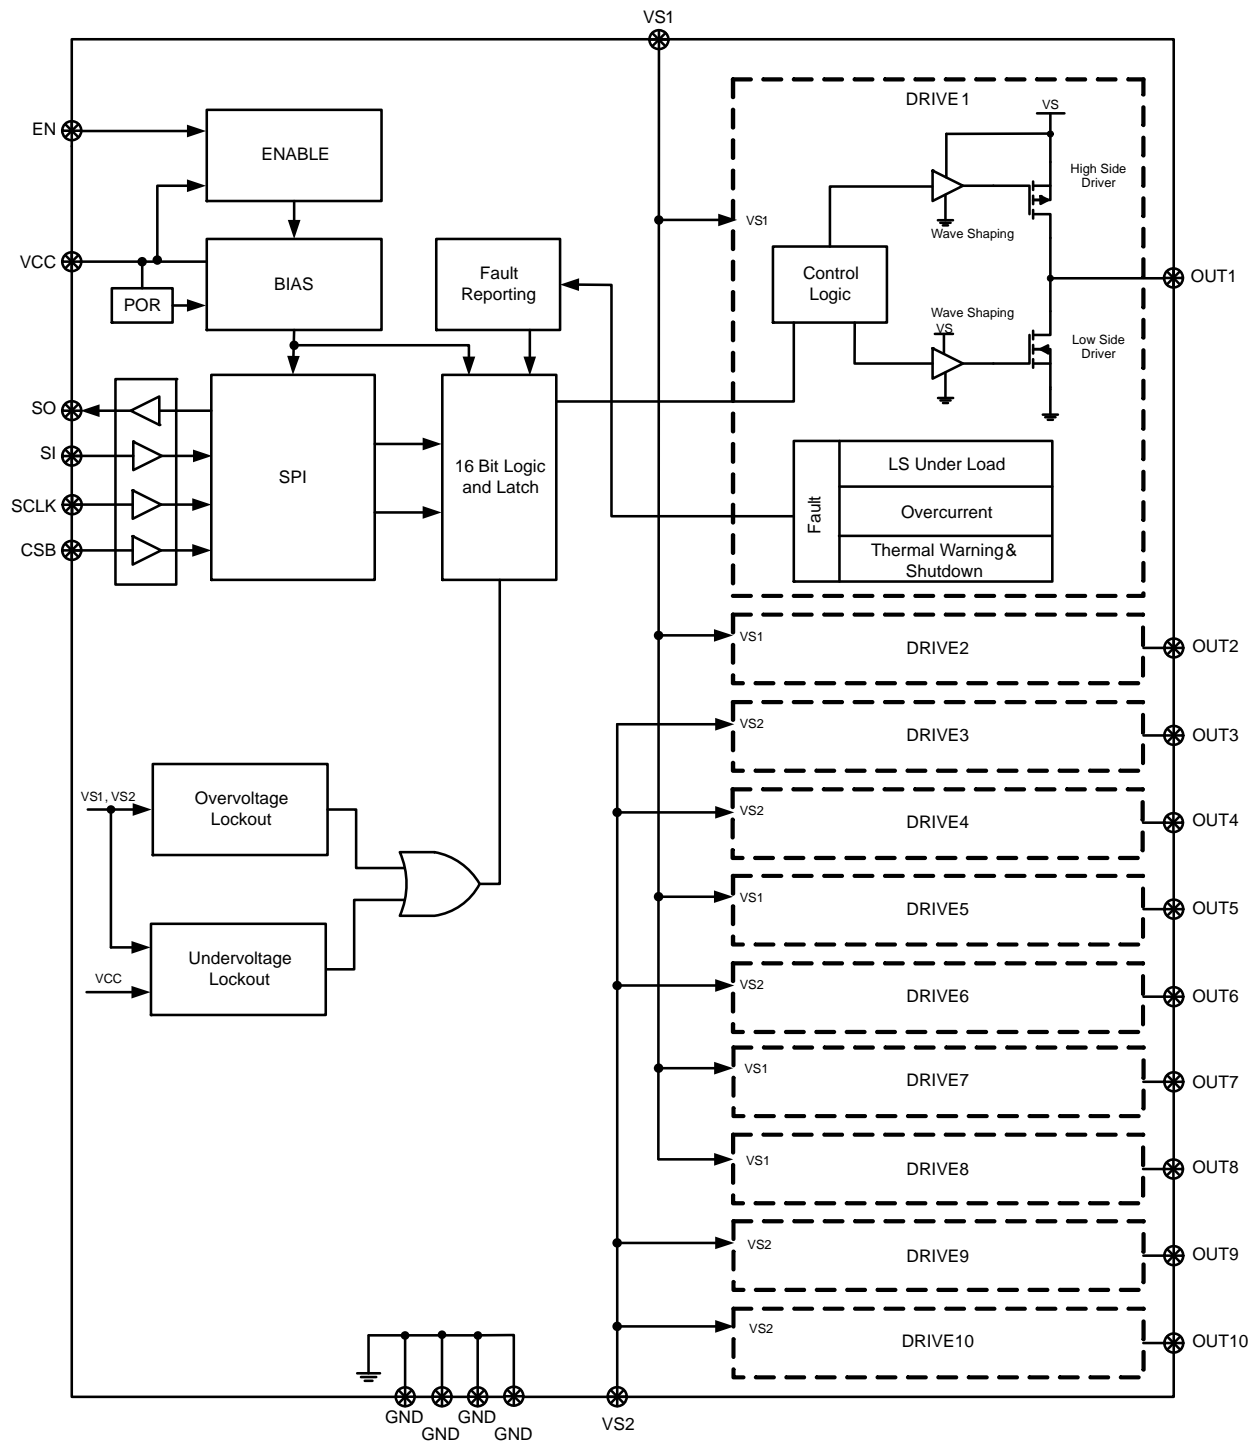 VS1
EN
ENABLE
VCC
POR
BIAS
Fault
Reporting
SO
SI
SCLK
CSB
SPI
16 Bit Logic
and Latch
DRIVE1
VS
High Side
Driver
VS1
Wave Shaping
Control
Logic
OUT1
Wave Shaping
VS
Low Side
Driver
Fault
LS Under Load
Overcurrent
Thermal Warning &
Shutdown
VS1
DRIVE2
OUT2
VS2
DRIVE3
OUT3
VS2
DRIVE4
OUT4
VS1
DRIVE5
OUT5
VS2
DRIVE6
OUT6
VS1
DRIVE7
OUT7
VS1
DRIVE8
OUT8
VS2
DRIVE9
OUT9
VS2
DRIVE10
OUT10
VS1, VS2
Overvoltage
Lockout
Undervoltage
Lockout
VCC
GND
GND
GND
GND
VS2